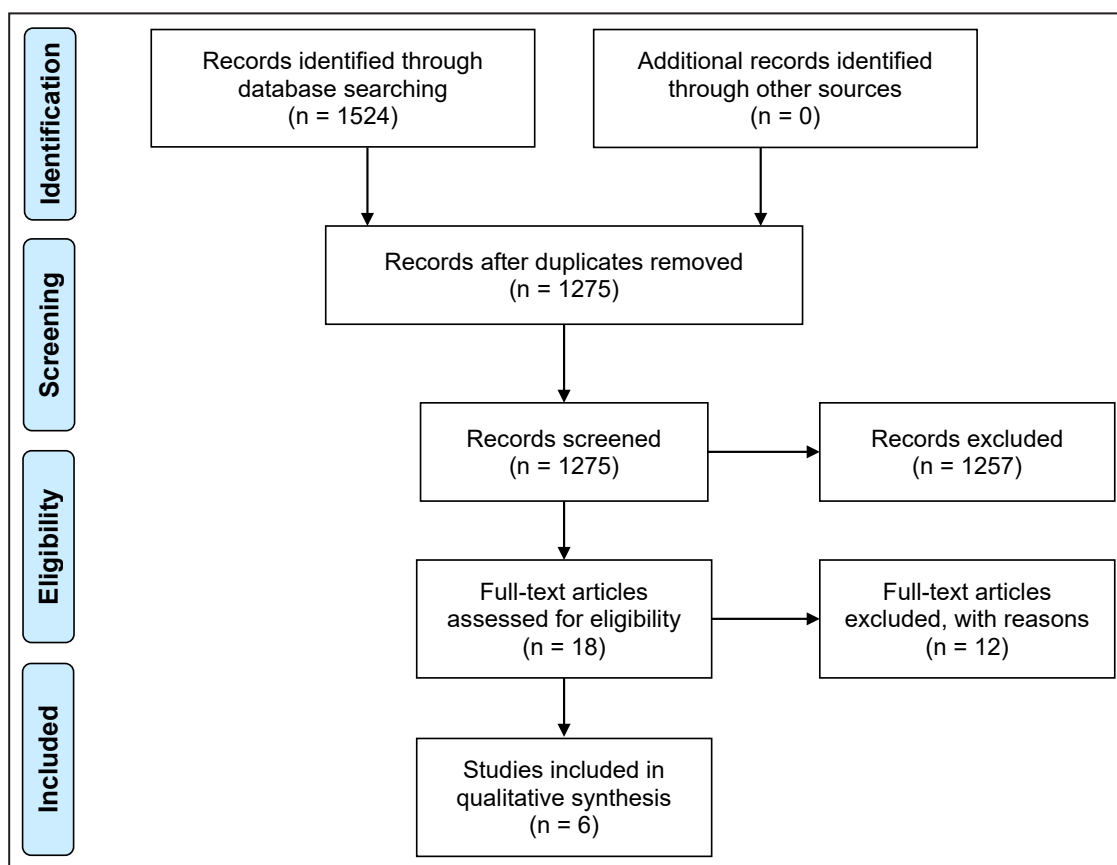 Identification
Records identified through
database searching
(n = 1524)
Additional records identified
through other sources
(n = 0)
Screening
Records after duplicates removed
(n = 1275)
Records screened
(n = 1275)
Records excluded
(n = 1257)
Eligibility
Full-text articles
assessed for eligibility
(n = 18)
Full-text articles
excluded, with reasons
(n = 12)
Included
Studies included in
qualitative synthesis
(n = 6)